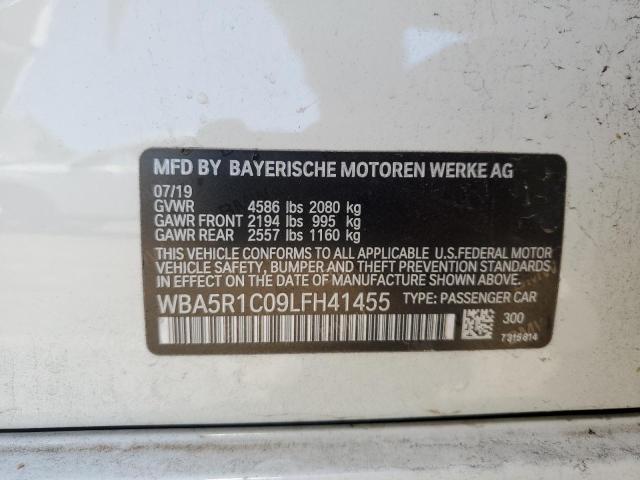 MFD BY BAYERISCHE MOTOREN WERKE AG
07/19
GVWR 4586 lbs 2080 kg
GAWR FRONT 2194 lbs 995 kg
GAWR REAR 2557 lbs 1160 kg
THIS VEHICLE CONFORMS TO ALL APPLICABLE U.S.FEDERAL MOTOR
VEHICLE SAFETY, BUMPER AND THEFT PREVENTION STANDARDS IN
EFFECT ON THE DATE OF MANUFACTURE SHOWN ABOVE.
WBA5R1C09LFH41455 TYPE: PASSENGER CAR
300
7315814